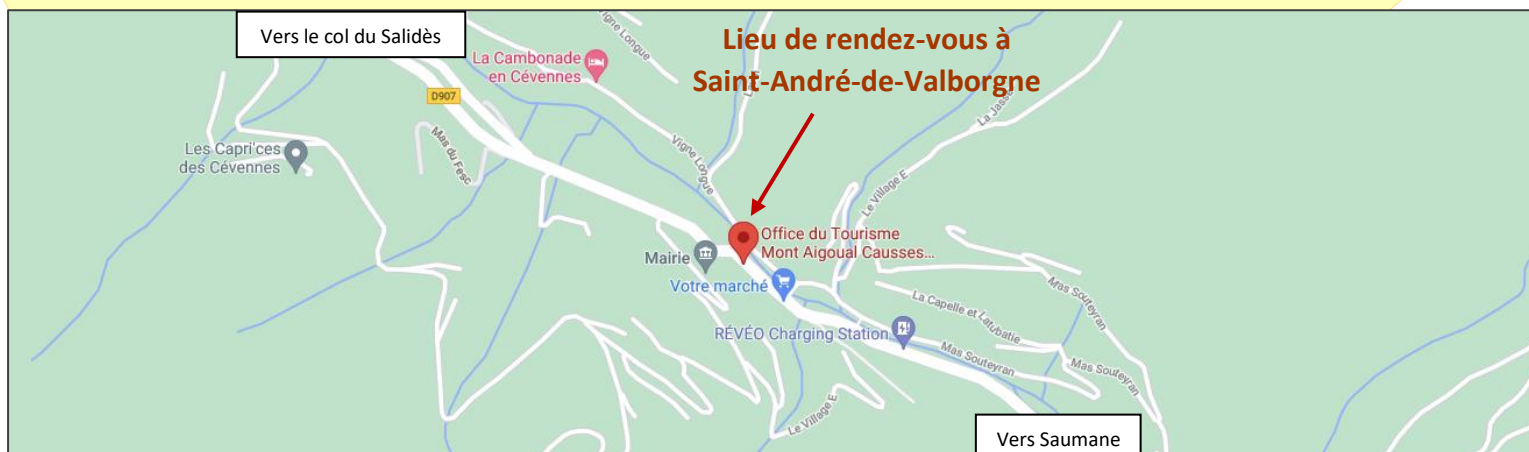 Vers le col du Salidès
Lieu de rendez-vous à
Saint-André-de-Valborgne
Vigne Longue
La Cambonade
en Cévennes
D907
La Jasse
Mas du Fesc
Les Capri'ces
des Cévennes
Vigne Longue
Le Village E
Office du Tourisme
Mont Aigoual Causses...
Mairie
Votre marché
La Capelle et Latubatie
Mas Souteyran
RÉVÉO Charging Station
Mas Souteyran
Mas Souteyran
Le Village E
Vers Saumane